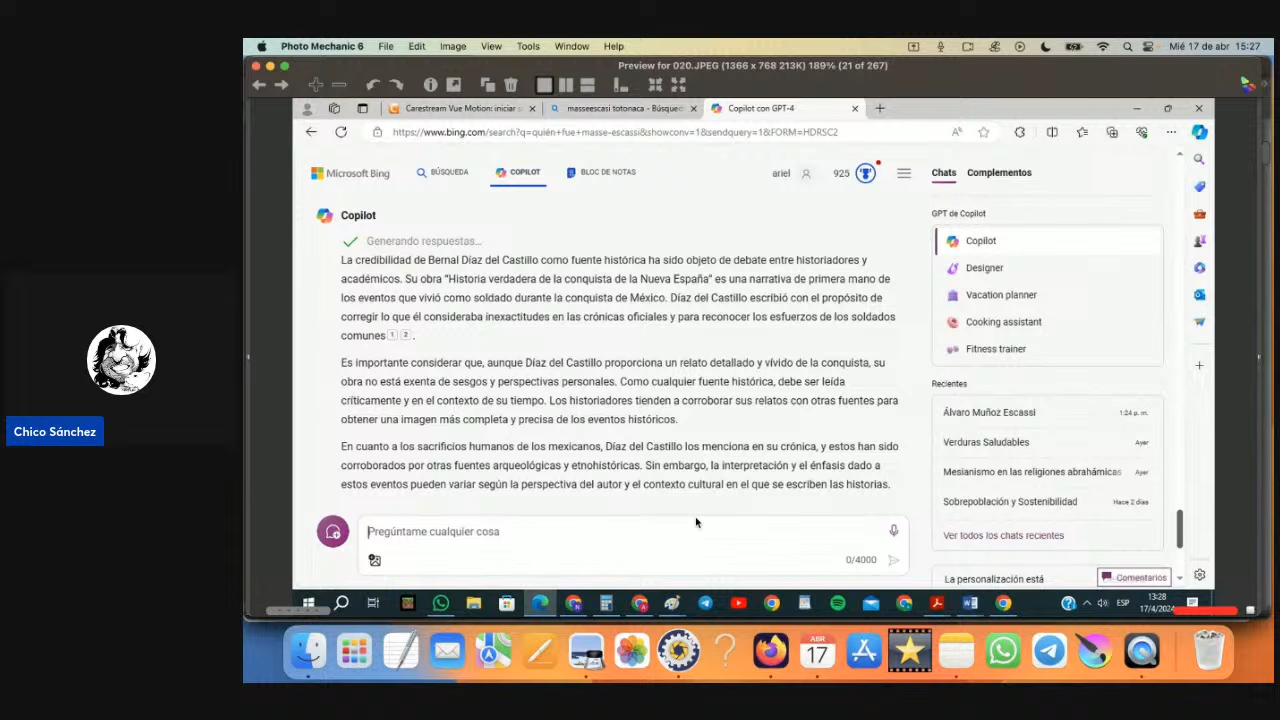 Photo Mechanic 6 File Edit Image View Tools Window Help
Mié 17 de abr 15:27
Preview for 020.JPEG (1366 x 768 213K) 189% (21 of 267)
Carestream Vue Motion: iniciar s
masseescasi totonaca - Búsqued
Copilot con GPT-4
https://www.bing.com/search?q=quién+fue+masse-escassi&showconv=1&sendquery=1&FORM=HDRSC2
Microsoft Bing
BÚSQUEDA
COPILOT
BLOC DE NOTAS
ariel
925
Chats Complementos
Copilot
Generando respuestas...
La credibilidad de Bernal Díaz del Castillo como fuente histórica ha sido objeto de debate entre historiadores y
académicos. Su obra "Historia verdadera de la conquista de la Nueva España" es una narrativa de primera mano de
los eventos que vivió como soldado durante la conquista de México. Díaz del Castillo escribió con el propósito de
corregir lo que él consideraba inexactitudes en las crónicas oficiales y para reconocer los esfuerzos de los soldados
comunes 1 2 .
Es importante considerar que, aunque Díaz del Castillo proporciona un relato detallado y vívido de la conquista, su
obra no está exenta de sesgos y perspectivas personales. Como cualquier fuente histórica, debe ser leída
críticamente y en el contexto de su tiempo. Los historiadores tienden a corroborar sus relatos con otras fuentes para
obtener una imagen más completa y precisa de los eventos históricos.
En cuanto a los sacrificios humanos de los mexicanos, Díaz del Castillo los menciona en su crónica, y estos han sido
corroborados por otras fuentes arqueológicas y etnohistóricas. Sin embargo, la interpretación y el énfasis dado a
estos eventos pueden variar según la perspectiva del autor y el contexto cultural en el que se escriben las historias.
Pregúntame cualquier cosa
0/4000
GPT de Copilot
Copilot
Designer
Vacation planner
Cooking assistant
Fitness trainer
Recientes
Álvaro Muñoz Escassi 1:24 p. m.
Verduras Saludables Ayer
Mesianismo en las religiones abrahámicas Ayer
Sobrepoblación y Sostenibilidad Hace 2 días
Ver todos los chats recientes
La personalización está
Comentarios
ESP
13:28
17/4/2024
ABR
17
Chico Sánchez